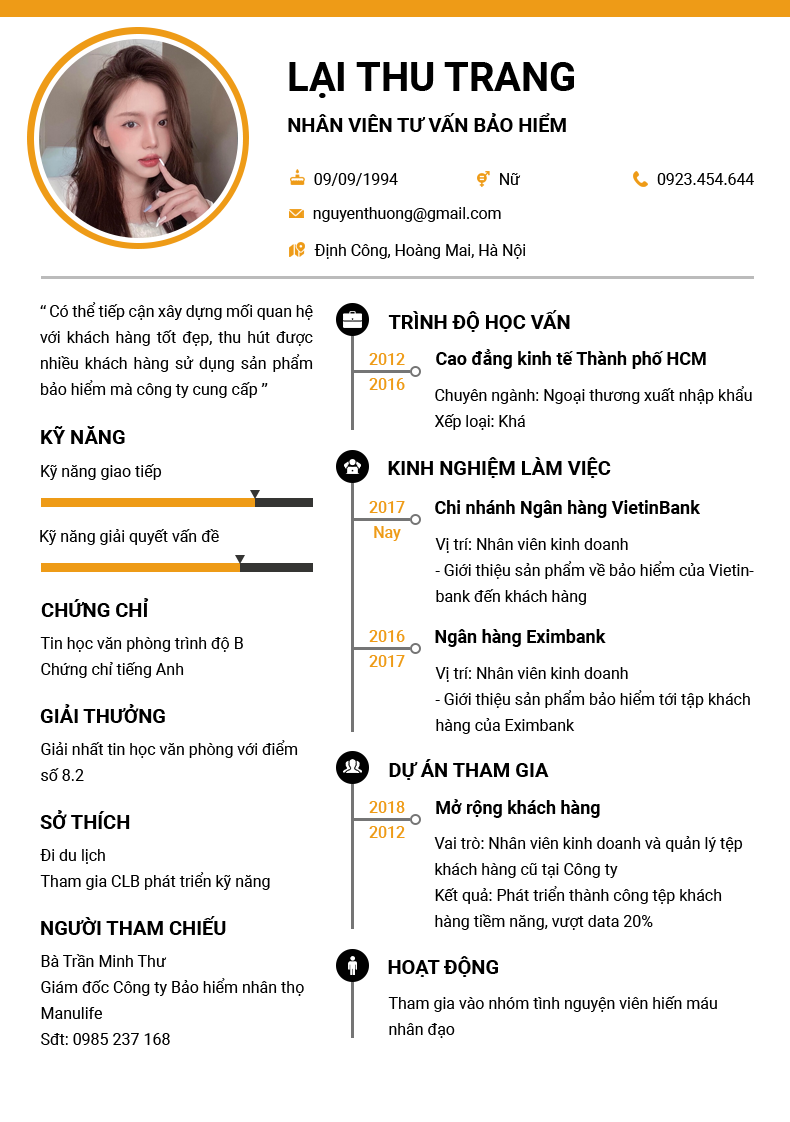 LẠI THU TRANG
NHÂN VIÊN TƯ VẤN BẢO HIỂM
09/09/1994
Nữ
0923.454.644
nguyenthuong@gmail.com
Định Công, Hoàng Mai, Hà Nội
“ Có thể tiếp cận xây dựng mối quan hệ
với khách hàng tốt đẹp, thu hút được
nhiều khách hàng sử dụng sản phẩm
bảo hiểm mà công ty cung cấp ”
KỸ NĂNG
Kỹ năng giao tiếp
Kỹ năng giải quyết vấn đề
CHỨNG CHỈ
Tin học văn phòng trình độ B
Chứng chỉ tiếng Anh
GIẢI THƯỞNG
Giải nhất tin học văn phòng với điểm
số 8.2
SỞ THÍCH
Đi du lịch
Tham gia CLB phát triển kỹ năng
NGƯỜI THAM CHIẾU
Bà Trần Minh Thư
Giám đốc Công ty Bảo hiểm nhân thọ
Manulife
Sđt: 0985 237 168
TRÌNH ĐỘ HỌC VẤN
2012
2016
Cao đẳng kinh tế Thành phố HCM
Chuyên ngành: Ngoại thương xuất nhập khẩu
Xếp loại: Khá
KINH NGHIỆM LÀM VIỆC
2017
Nay
Chi nhánh Ngân hàng VietinBank
Vị trí: Nhân viên kinh doanh
- Giới thiệu sản phẩm về bảo hiểm của Vietin-
bank đến khách hàng
2016
2017
Ngân hàng Eximbank
Vị trí: Nhân viên kinh doanh
- Giới thiệu sản phẩm bảo hiểm tới tập khách
hàng của Eximbank
DỰ ÁN THAM GIA
2018
2012
Mở rộng khách hàng
Vai trò: Nhân viên kinh doanh và quản lý tệp
khách hàng cũ tại Công ty
Kết quả: Phát triển thành công tệp khách
hàng tiềm năng, vượt data 20%
HOẠT ĐỘNG
Tham gia vào nhóm tình nguyện viên hiến máu
nhân đạo